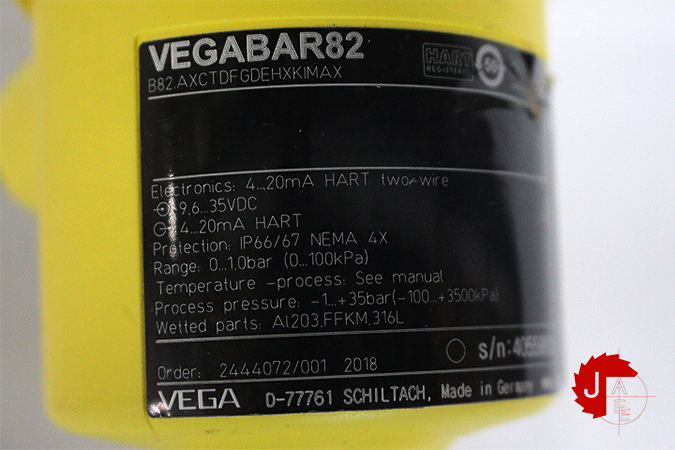 VEGABAR82
HART
REGISTERED
B82.AXCTDFGDEHXKIMAX
Electronics: 4...20mA HART two-wire
9,6...35VDC
4...20mA HART
Protection: IP66/67 NEMA 4X
Range: 0...1,0bar (0...100kPa)
Temperature -process: See manual
Process pressure: -1...+35bar(-100...+3500kPa)
Wetted parts: Al2O3,FFKM,316L
s/n:
Order: 2444072/001 2018
VEGA D-77761 SCHILTACH, Made in Germany
J